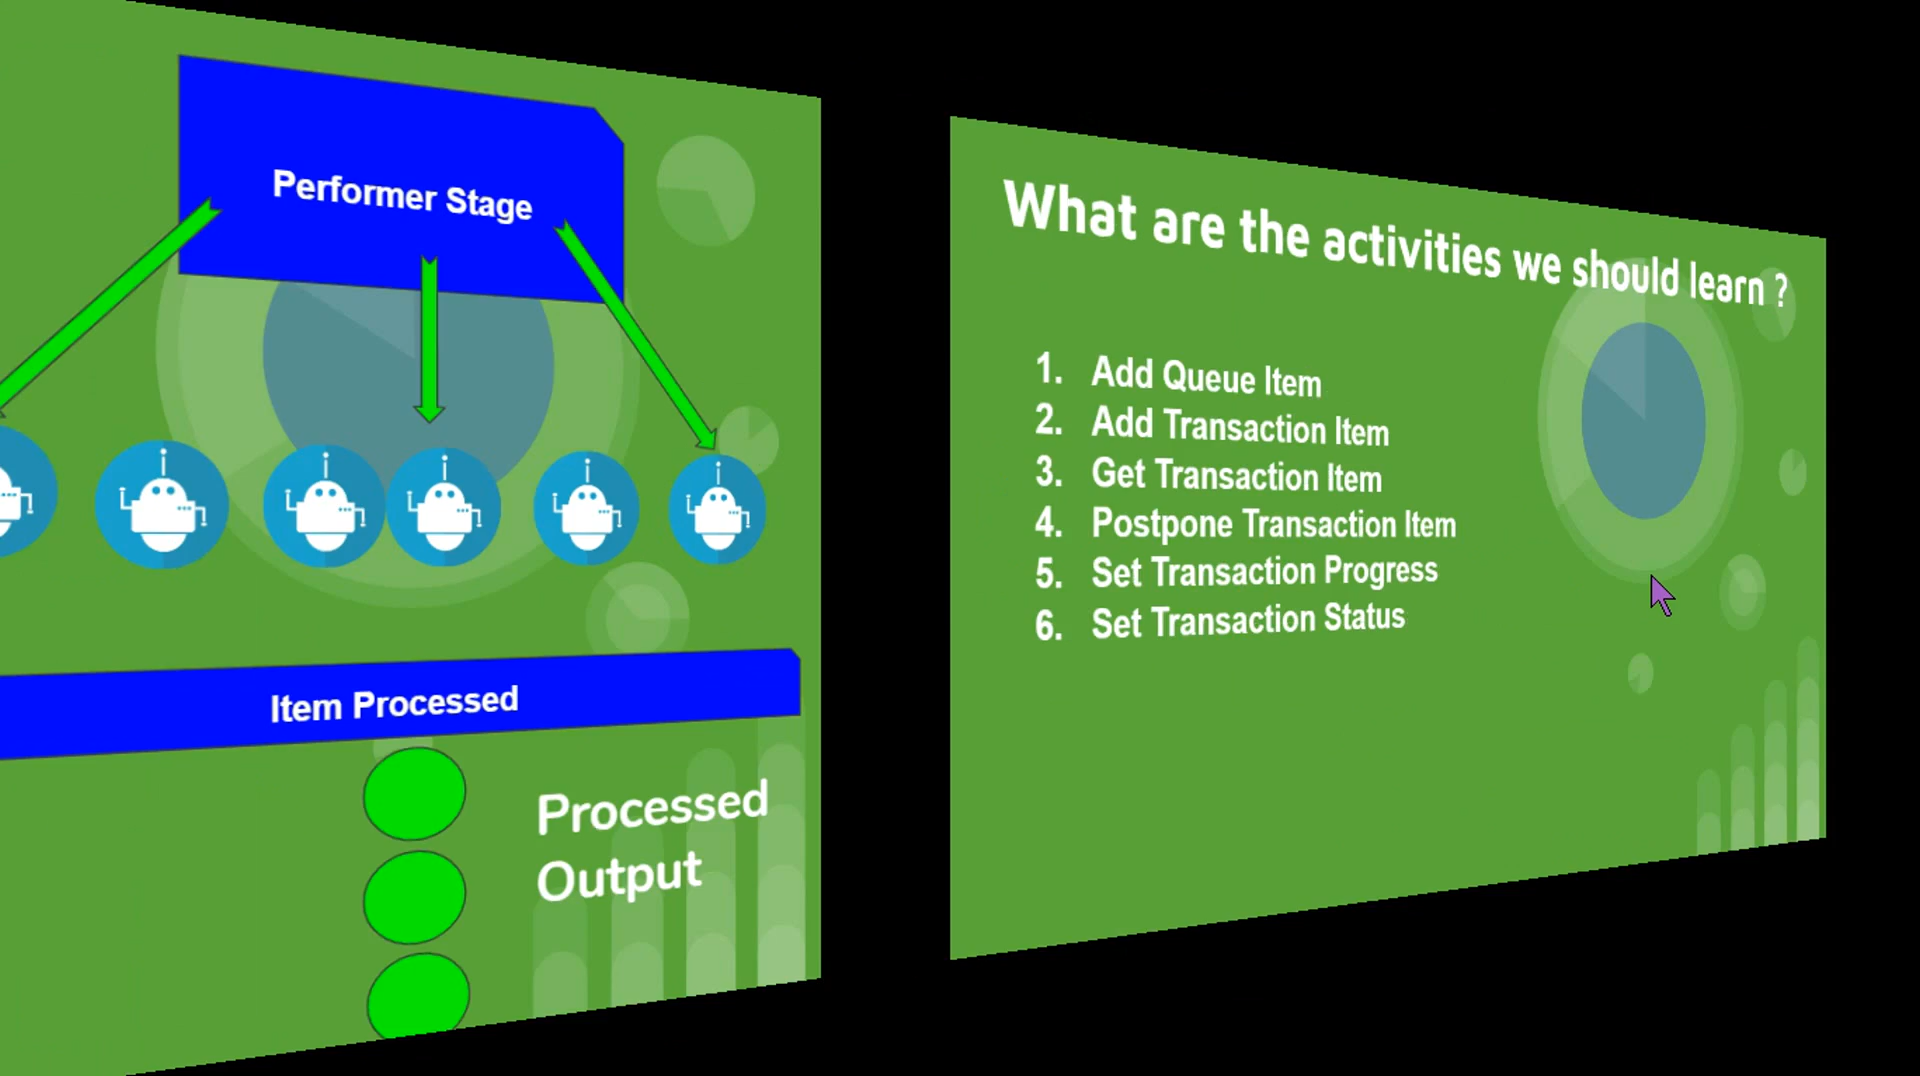 Performer Stage
Item Processed
Processed
Output
What are the activities we should learn ?
1. Add Queue Item
2. Add Transaction Item
3. Get Transaction Item
4. Postpone Transaction Item
5. Set Transaction Progress
6. Set Transaction Status